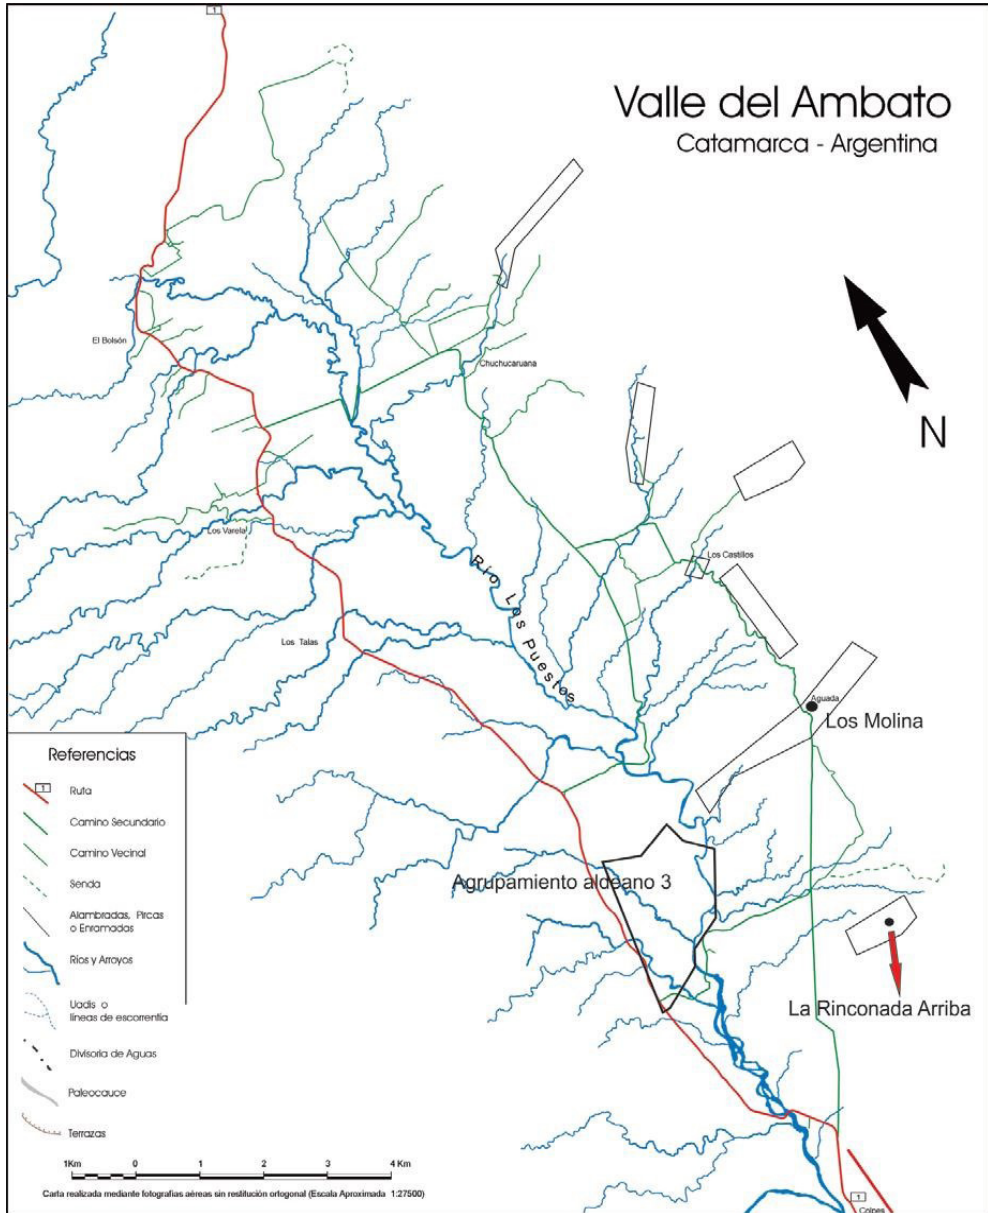 1
Valle del Ambato
Catamarca - Argentina
N
El Bolsón
Chuchucaruana
Los Varela
Los Castillos
Río Los Puestos
Los Talas
Aguada
Los Molina
Agrupamiento aldeano 3
La Rinconada Arriba
Referencias
1 Ruta
Camino Secundario
Camino Vecinal
Senda
Alambradas, Pircas
o Enramadas
Ríos y Arroyos
Uadis o
líneas de escorrentía
Divisoria de Aguas
Paleocauce
Terrazas
1Km 0 1 2 3 4 Km
Carta realizada mediante fotografías aéreas sin restitución ortogonal (Escala Aproximada 1:27500)
1
Colpes